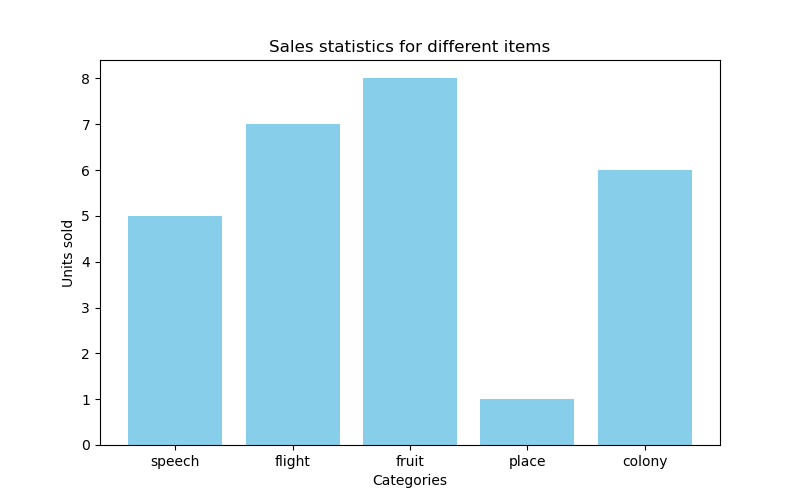 Sales statistics for different items
8
7
6
5
4
3
2
1
0
Units sold
speech flight fruit place colony
Categories